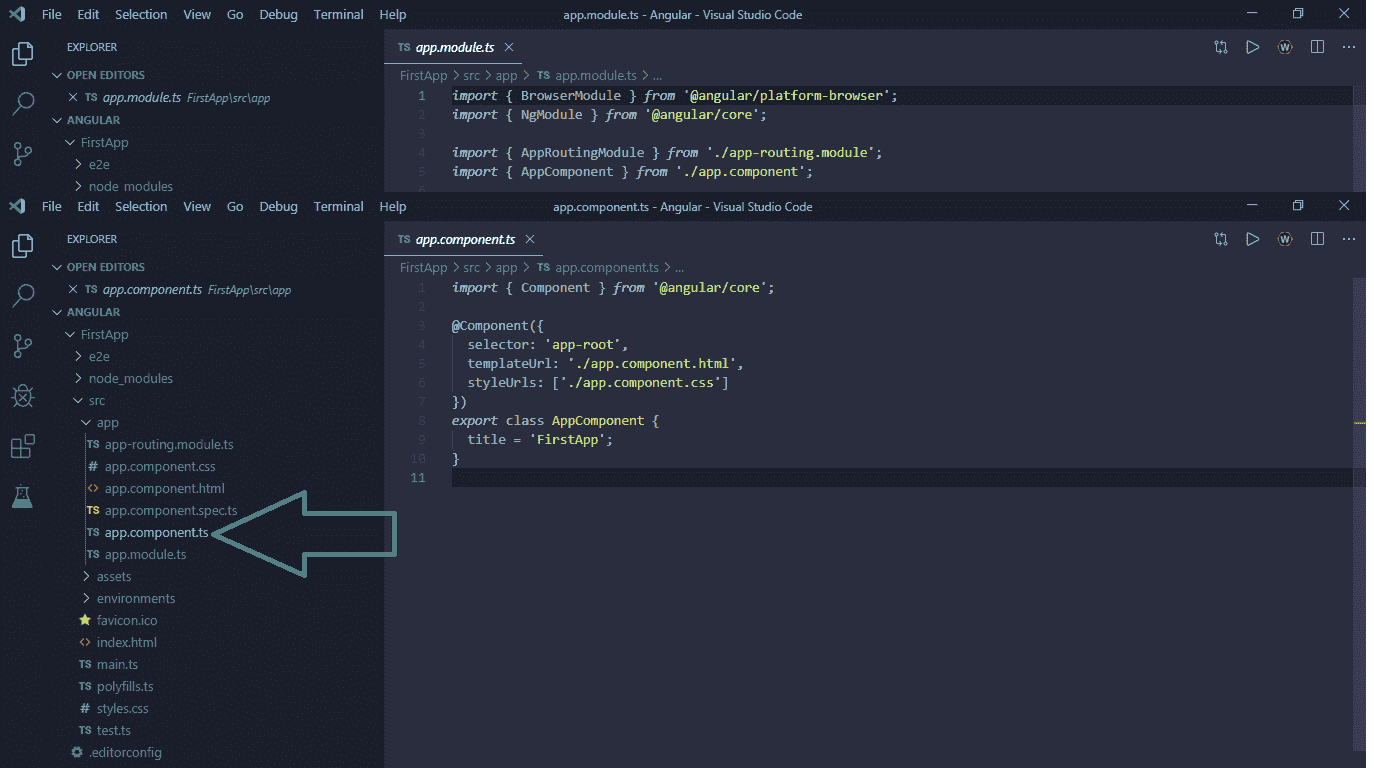 File Edit Selection View Go Debug Terminal Help app.module.ts - Angular - Visual Studio Code
EXPLORER
TS app.module.ts
W
OPEN EDITORS
FirstApp > src > app > TS app.module.ts > ...
TS app.module.ts FirstApp\src\app
ANGULAR
FirstApp
e2e
node_modules
1 import { BrowserModule } from '@angular/platform-browser';
2 import { NgModule } from '@angular/core';
3
4 import { AppRoutingModule } from './app-routing.module';
5 import { AppComponent } from './app.component';
6
File Edit Selection View Go Debug Terminal Help app.component.ts - Angular - Visual Studio Code
EXPLORER
TS app.component.ts
W
OPEN EDITORS
FirstApp > src > app > TS app.component.ts > ...
TS app.component.ts FirstApp\src\app
ANGULAR
FirstApp
e2e
node_modules
src
app
TS app-routing.module.ts
# app.component.css
<> app.component.html
TS app.component.spec.ts
TS app.component.ts
TS app.module.ts
assets
environments
favicon.ico
<> index.html
TS main.ts
TS polyfills.ts
# styles.css
TS test.ts
.editorconfig
1 import { Component } from '@angular/core';
2
3 @Component({
4 selector: 'app-root',
5 templateUrl: './app.component.html',
6 styleUrls: ['./app.component.css']
7 })
8 export class AppComponent {
9 title = 'FirstApp';
10 }
11